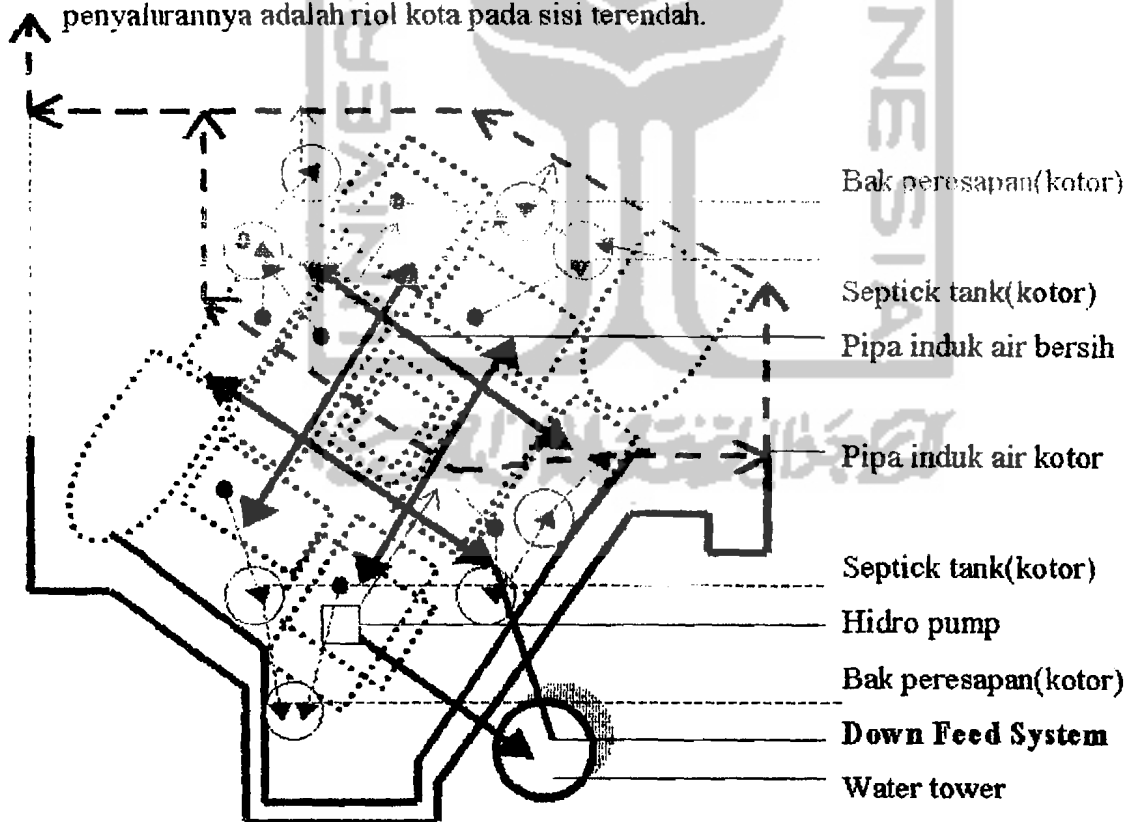 penyalurannya adalah riol kota pada sisi terendah.
Bak peresapan(kotor)
Septick tank(kotor)
Pipa induk air bersih
Pipa induk air kotor
Septick tank(kotor)
Hidro pump
Bak peresapan(kotor)
Down Feed System
Water tower